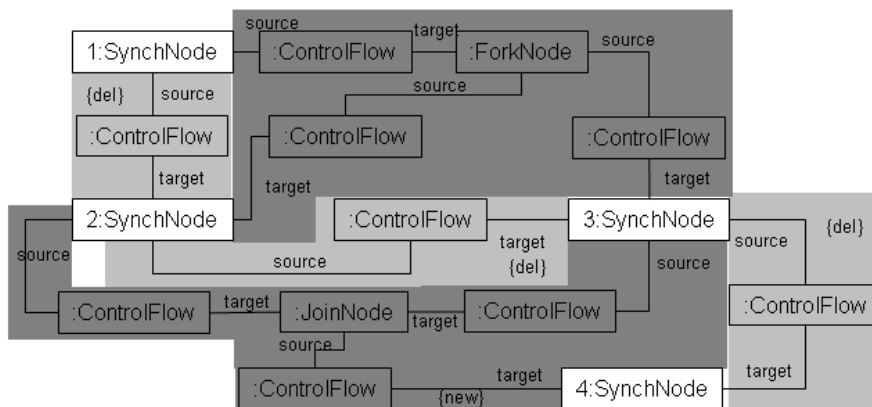 source
target
1:SynchNode
:ControlFlow
:ForkNode
source
{del}
source
source
:ControlFlow
:ControlFlow
:ControlFlow
target
target
target
2:SynchNode
:ControlFlow
3:SynchNode
source
target
source
{del}
source
{del}
source
:ControlFlow
target
:JoinNode
target
:ControlFlow
:ControlFlow
source
:ControlFlow
target
{new}
4:SynchNode
target